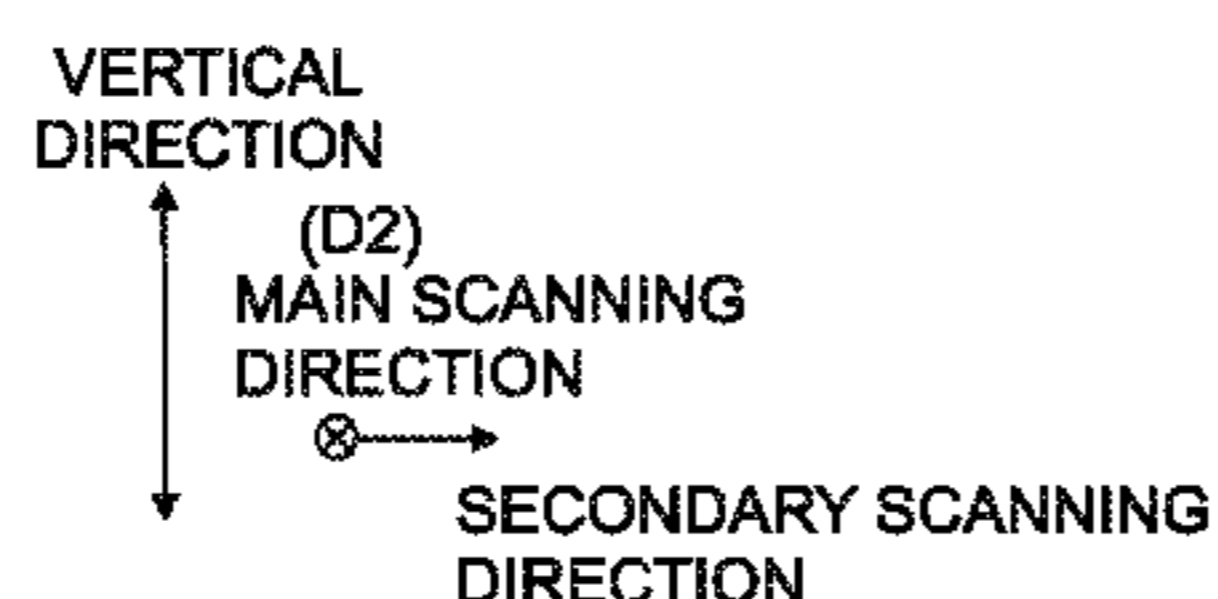 VERTICAL
DIRECTION
(D2)
MAIN SCANNING
DIRECTION
SECONDARY SCANNING
DIRECTION